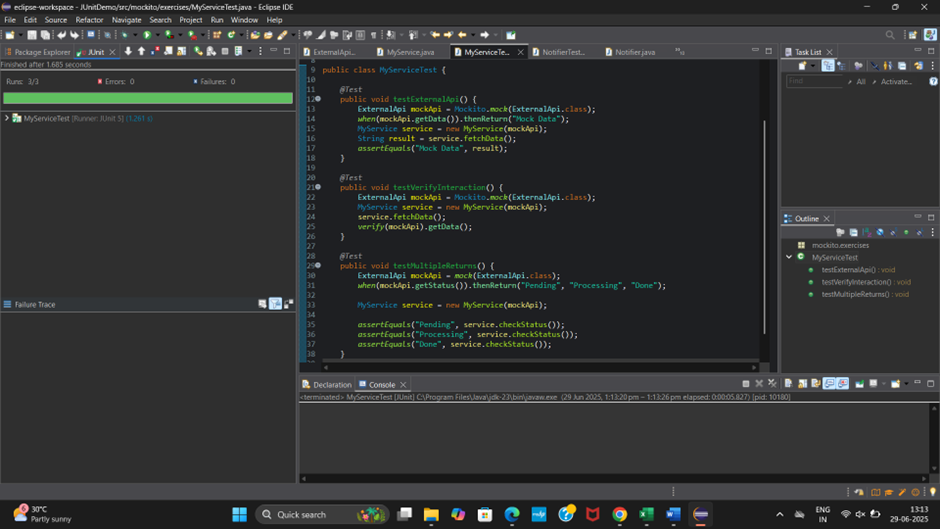 eclipse-workspace - JUnitDemo/src/mockito/exercises/MyServiceTest.java - Eclipse IDE
File Edit Source Refactor Navigate Search Project Run Window Help
Package Explorer JUnit
Finished after 1.685 seconds
Runs: 3/3 Errors: 0 Failures: 0
MyServiceTest [Runner: JUnit 5] (1.261 s)
Failure Trace
ExternalApi... MyService.java MyServiceTe... NotifierTest... Notifier.java
8
9 public class MyServiceTest {
10
11 @Test
12 public void testExternalApi() {
13 ExternalApi mockApi = Mockito.mock(ExternalApi.class);
14 when(mockApi.getData()).thenReturn("Mock Data");
15 MyService service = new MyService(mockApi);
16 String result = service.fetchData();
17 assertEquals("Mock Data", result);
18 }
19
20 @Test
21 public void testVerifyInteraction() {
22 ExternalApi mockApi = Mockito.mock(ExternalApi.class);
23 MyService service = new MyService(mockApi);
24 service.fetchData();
25 verify(mockApi).getData();
26 }
27
28 @Test
29 public void testMultipleReturns() {
30 ExternalApi mockApi = mock(ExternalApi.class);
31 when(mockApi.getStatus()).thenReturn("Pending", "Processing", "Done");
32
33 MyService service = new MyService(mockApi);
34
35 assertEquals("Pending", service.checkStatus());
36 assertEquals("Processing", service.checkStatus());
37 assertEquals("Done", service.checkStatus());
38 }
Task List
Find All Activate...
Outline
mockito.exercises
MyServiceTest
testExternalApi() : void
testVerifyInteraction() : void
testMultipleReturns() : void
Declaration Console
<terminated> MyServiceTest [JUnit] C:\Program Files\Java\jdk-23\bin\javaw.exe (29 Jun 2025, 1:13:20 pm – 1:13:26 pm elapsed: 0:00:05.827) [pid: 10180]
30°C
Partly sunny
Quick search
ENG
IN
13:13
29-06-2025